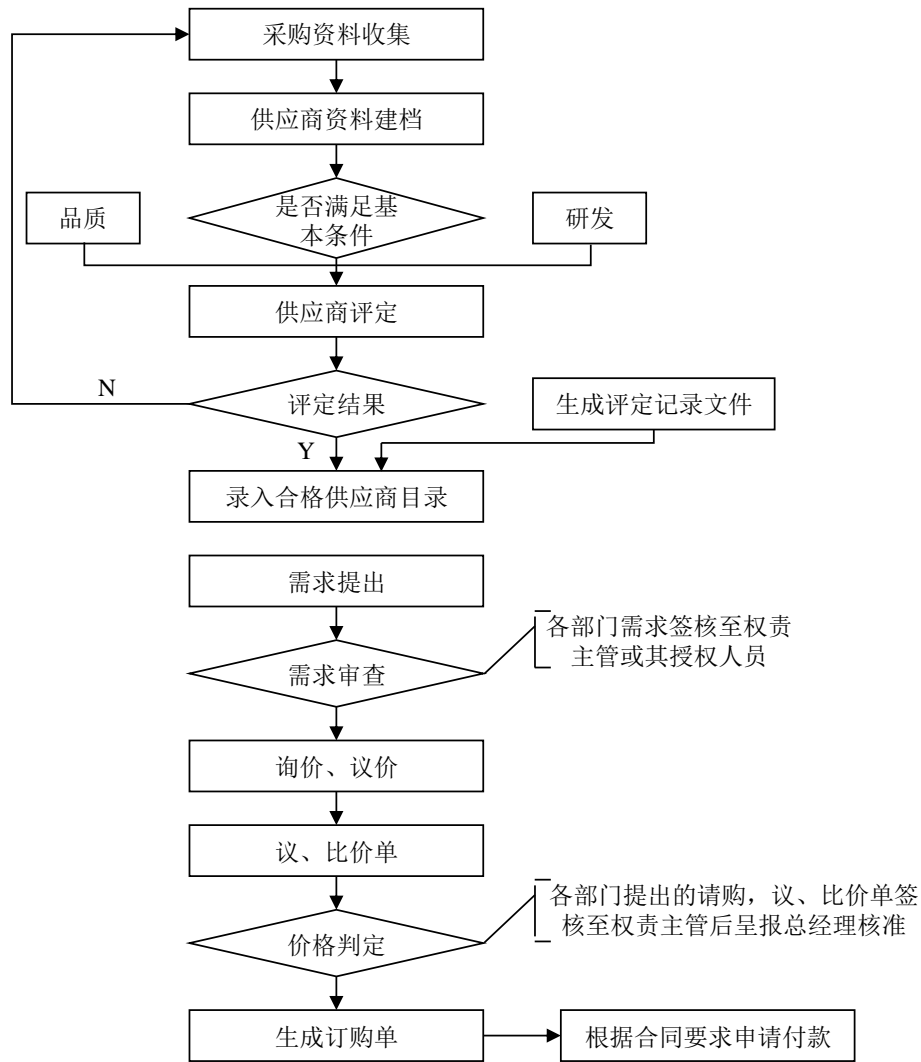 采购资料收集
供应商资料建档
是否满足基
本条件
品质
研发
供应商评定
N
评定结果
生成评定记录文件
Y
录入合格供应商目录
需求提出
各部门需求签核至权责
主管或其授权人员
需求审查
询价、议价
议、比价单
各部门提出的请购，议、比价单签
核至权责主管后呈报总经理核准
价格判定
生成订购单
根据合同要求申请付款